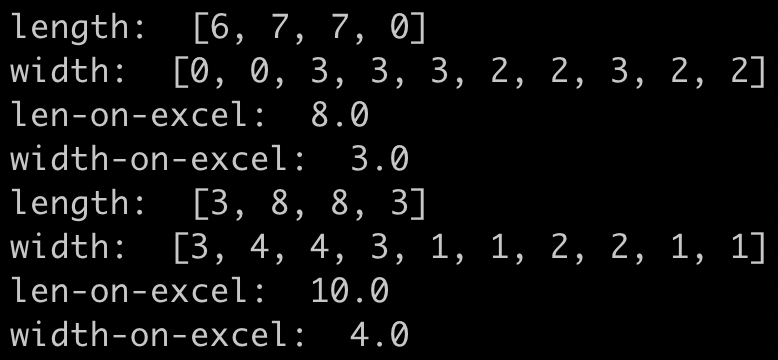 length:  [6, 7, 7, 0]
width:  [0, 0, 3, 3, 3, 2, 2, 3, 2, 2]
len-on-excel:  8.0
width-on-excel:  3.0
length:  [3, 8, 8, 3]
width:  [3, 4, 4, 3, 1, 1, 2, 2, 1, 1]
len-on-excel:  10.0
width-on-excel:  4.0